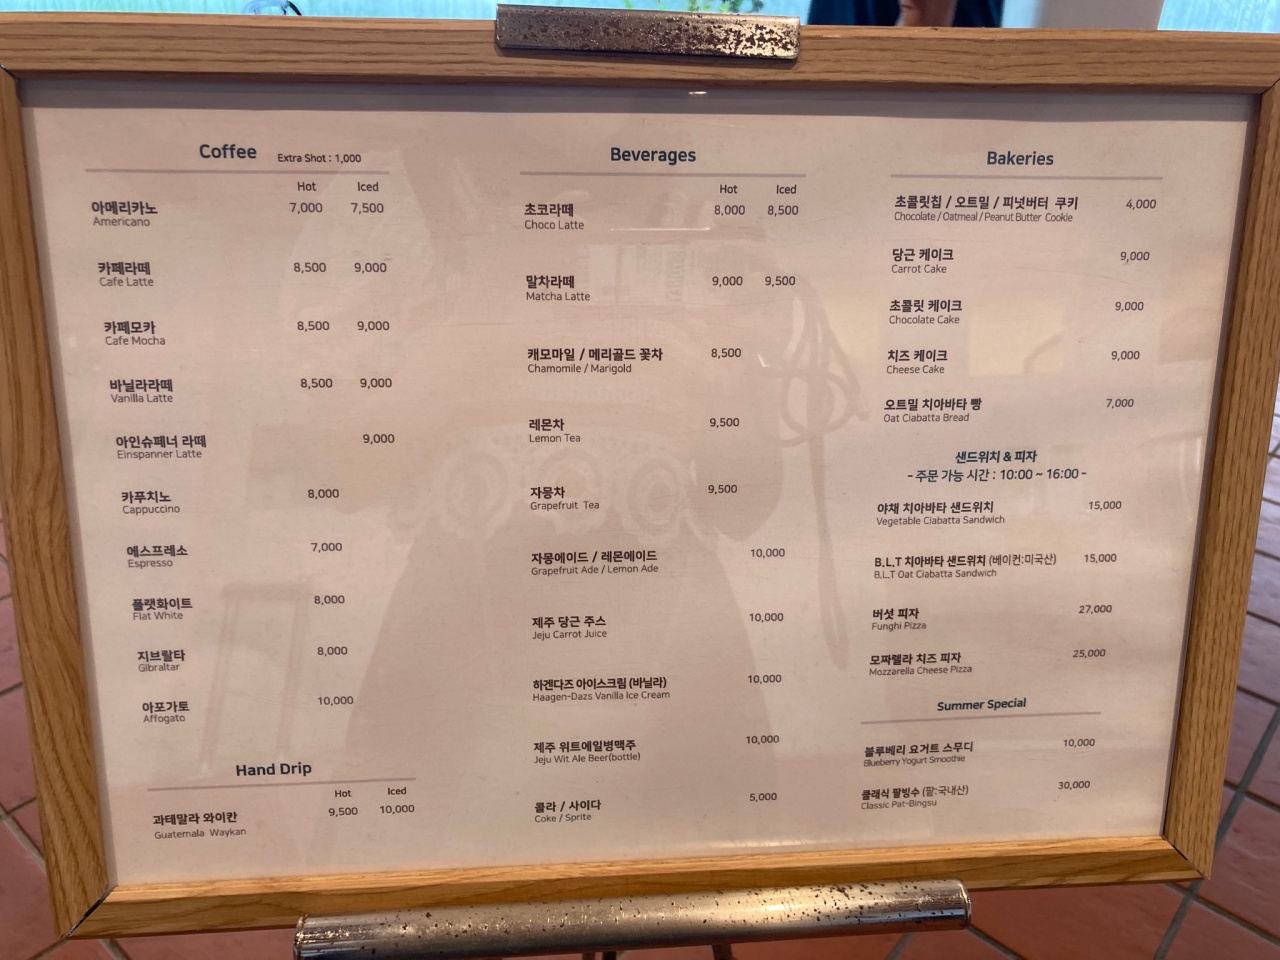 Coffee Extra Shot : 1,000
Hot Iced
아메리카노 7,000 7,500
Americano
카페라떼 8,500 9,000
Cafe Latte
카페모카 8,500 9,000
Cafe Mocha
바닐라라떼 8,500 9,000
Vanilla Latte
아인슈페너 라떼 9,000
Einspanner Latte
카푸치노 8,000
Cappuccino
에스프레소 7,000
Espresso
플랫화이트 8,000
Flat White
지브랄타 8,000
Gibraltar
아포가토 10,000
Affogato
Hand Drip
Hot Iced
과테말라 와이칸 9,500 10,000
Guatemala Waykan
Beverages
Hot Iced
초코라떼 8,000 8,500
Choco Latte
말차라떼 9,000 9,500
Matcha Latte
캐모마일 / 메리골드 꽃차 8,500
Chamomile / Marigold
레몬차 9,500
Lemon Tea
자몽차 9,500
Grapefruit Tea
자몽에이드 / 레몬에이드 10,000
Grapefruit Ade / Lemon Ade
제주 당근 주스 10,000
Jeju Carrot Juice
하겐다즈 아이스크림 (바닐라) 10,000
Haagen-Dazs Vanilla Ice Cream
제주 위트에일병맥주 10,000
Jeju Wit Ale Beer(bottle)
콜라 / 사이다 5,000
Coke / Sprite
Bakeries
초콜릿칩 / 오트밀 / 피넛버터 쿠키 4,000
Chocolate / Oatmeal / Peanut Butter Cookie
당근 케이크 9,000
Carrot Cake
초콜릿 케이크 9,000
Chocolate Cake
치즈 케이크 9,000
Cheese Cake
오트밀 치아바타 빵 7,000
Oat Ciabatta Bread
샌드위치 & 피자
- 주문 가능 시간 : 10:00 ~ 16:00 -
야채 치아바타 샌드위치 15,000
Vegetable Ciabatta Sandwich
B.L.T 치아바타 샌드위치 (베이컨:미국산) 15,000
B.L.T Oat Ciabatta Sandwich
버섯 피자 27,000
Funghi Pizza
모짜렐라 치즈 피자 25,000
Mozzarella Cheese Pizza
Summer Special
블루베리 요거트 스무디 10,000
Blueberry Yogurt Smoothie
클래식 팥빙수 (팥:국내산) 30,000
Classic Pat-Bingsu